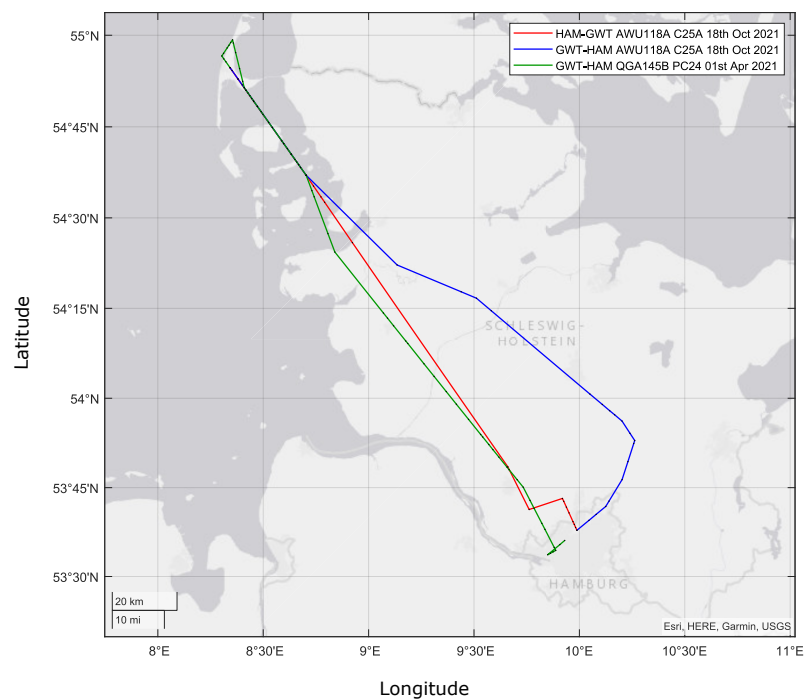 HAM-GWT AWU118A C25A 18th Oct 2021
GWT-HAM AWU118A C25A 18th Oct 2021
GWT-HAM QGA145B PC24 01st Apr 2021
55°N
54°45'N
54°30'N
54°15'N
54°N
53°45'N
53°30'N
Latitude
SCHLESWIG-
HOLSTEIN
HAMBURG
20 km
10 mi
Esri, HERE, Garmin, USGS
8°E
8°30'E
9°E
9°30'E
10°E
10°30'E
11°E
Longitude